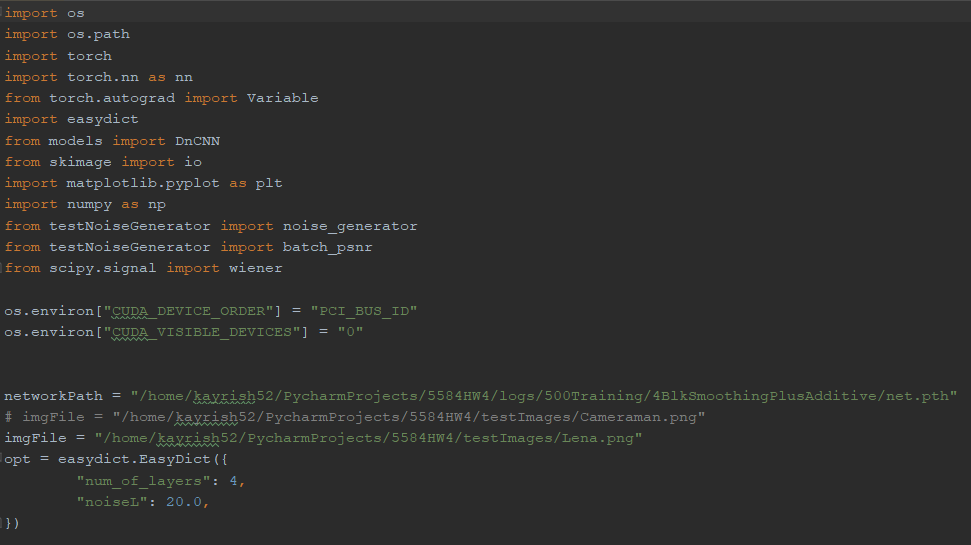 import os
import os.path
import torch
import torch.nn as nn
from torch.autograd import Variable
import easydict
from models import DnCNN
from skimage import io
import matplotlib.pyplot as plt
import numpy as np
from testNoiseGenerator import noise_generator
from testNoiseGenerator import batch_psnr
from scipy.signal import wiener
os.environ["CUDA_DEVICE_ORDER"] = "PCI_BUS_ID"
os.environ["CUDA_VISIBLE_DEVICES"] = "0"
networkPath = "/home/kayrish52/PycharmProjects/5584HW4/logs/500Training/4BlkSmoothingPlusAdditive/net.pth"
# imgFile = "/home/kayrish52/PycharmProjects/5584HW4/testImages/Cameraman.png"
imgFile = "/home/kayrish52/PycharmProjects/5584HW4/testImages/Lena.png"
opt = easydict.EasyDict({
        "num_of_layers": 4,
        "noiseL": 20.0,
})